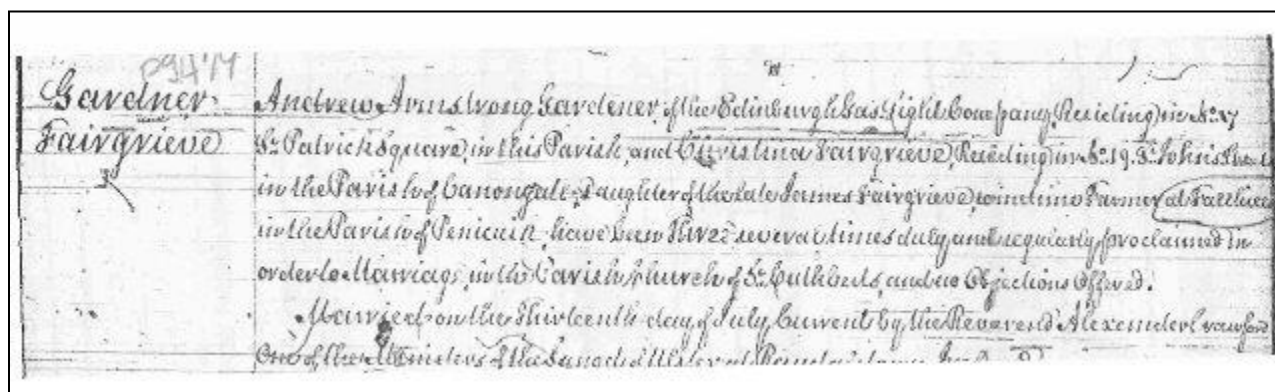 Gardner
Fairgrieve
Andrew Armstrong Gardener of the Edinburgh Gas Light Company, Residing in No. 17
St. Patrick Square, in this Parish, and Christina Fairgrieve, Residing in No. 19. St. John's Street
in the Parish of Canongate, Daughter of the late James Fairgrieve, sometime Farmer at
in the Parish of Penicuik, have been three several times duly and regularly proclaimed in
order to Marriage, in the Parish Church of St. Cuthberts, and no Objections Offered.
Married on the Thirteenth day of July Current by the Reverend Alexander Crawford
One of the Ministers of the